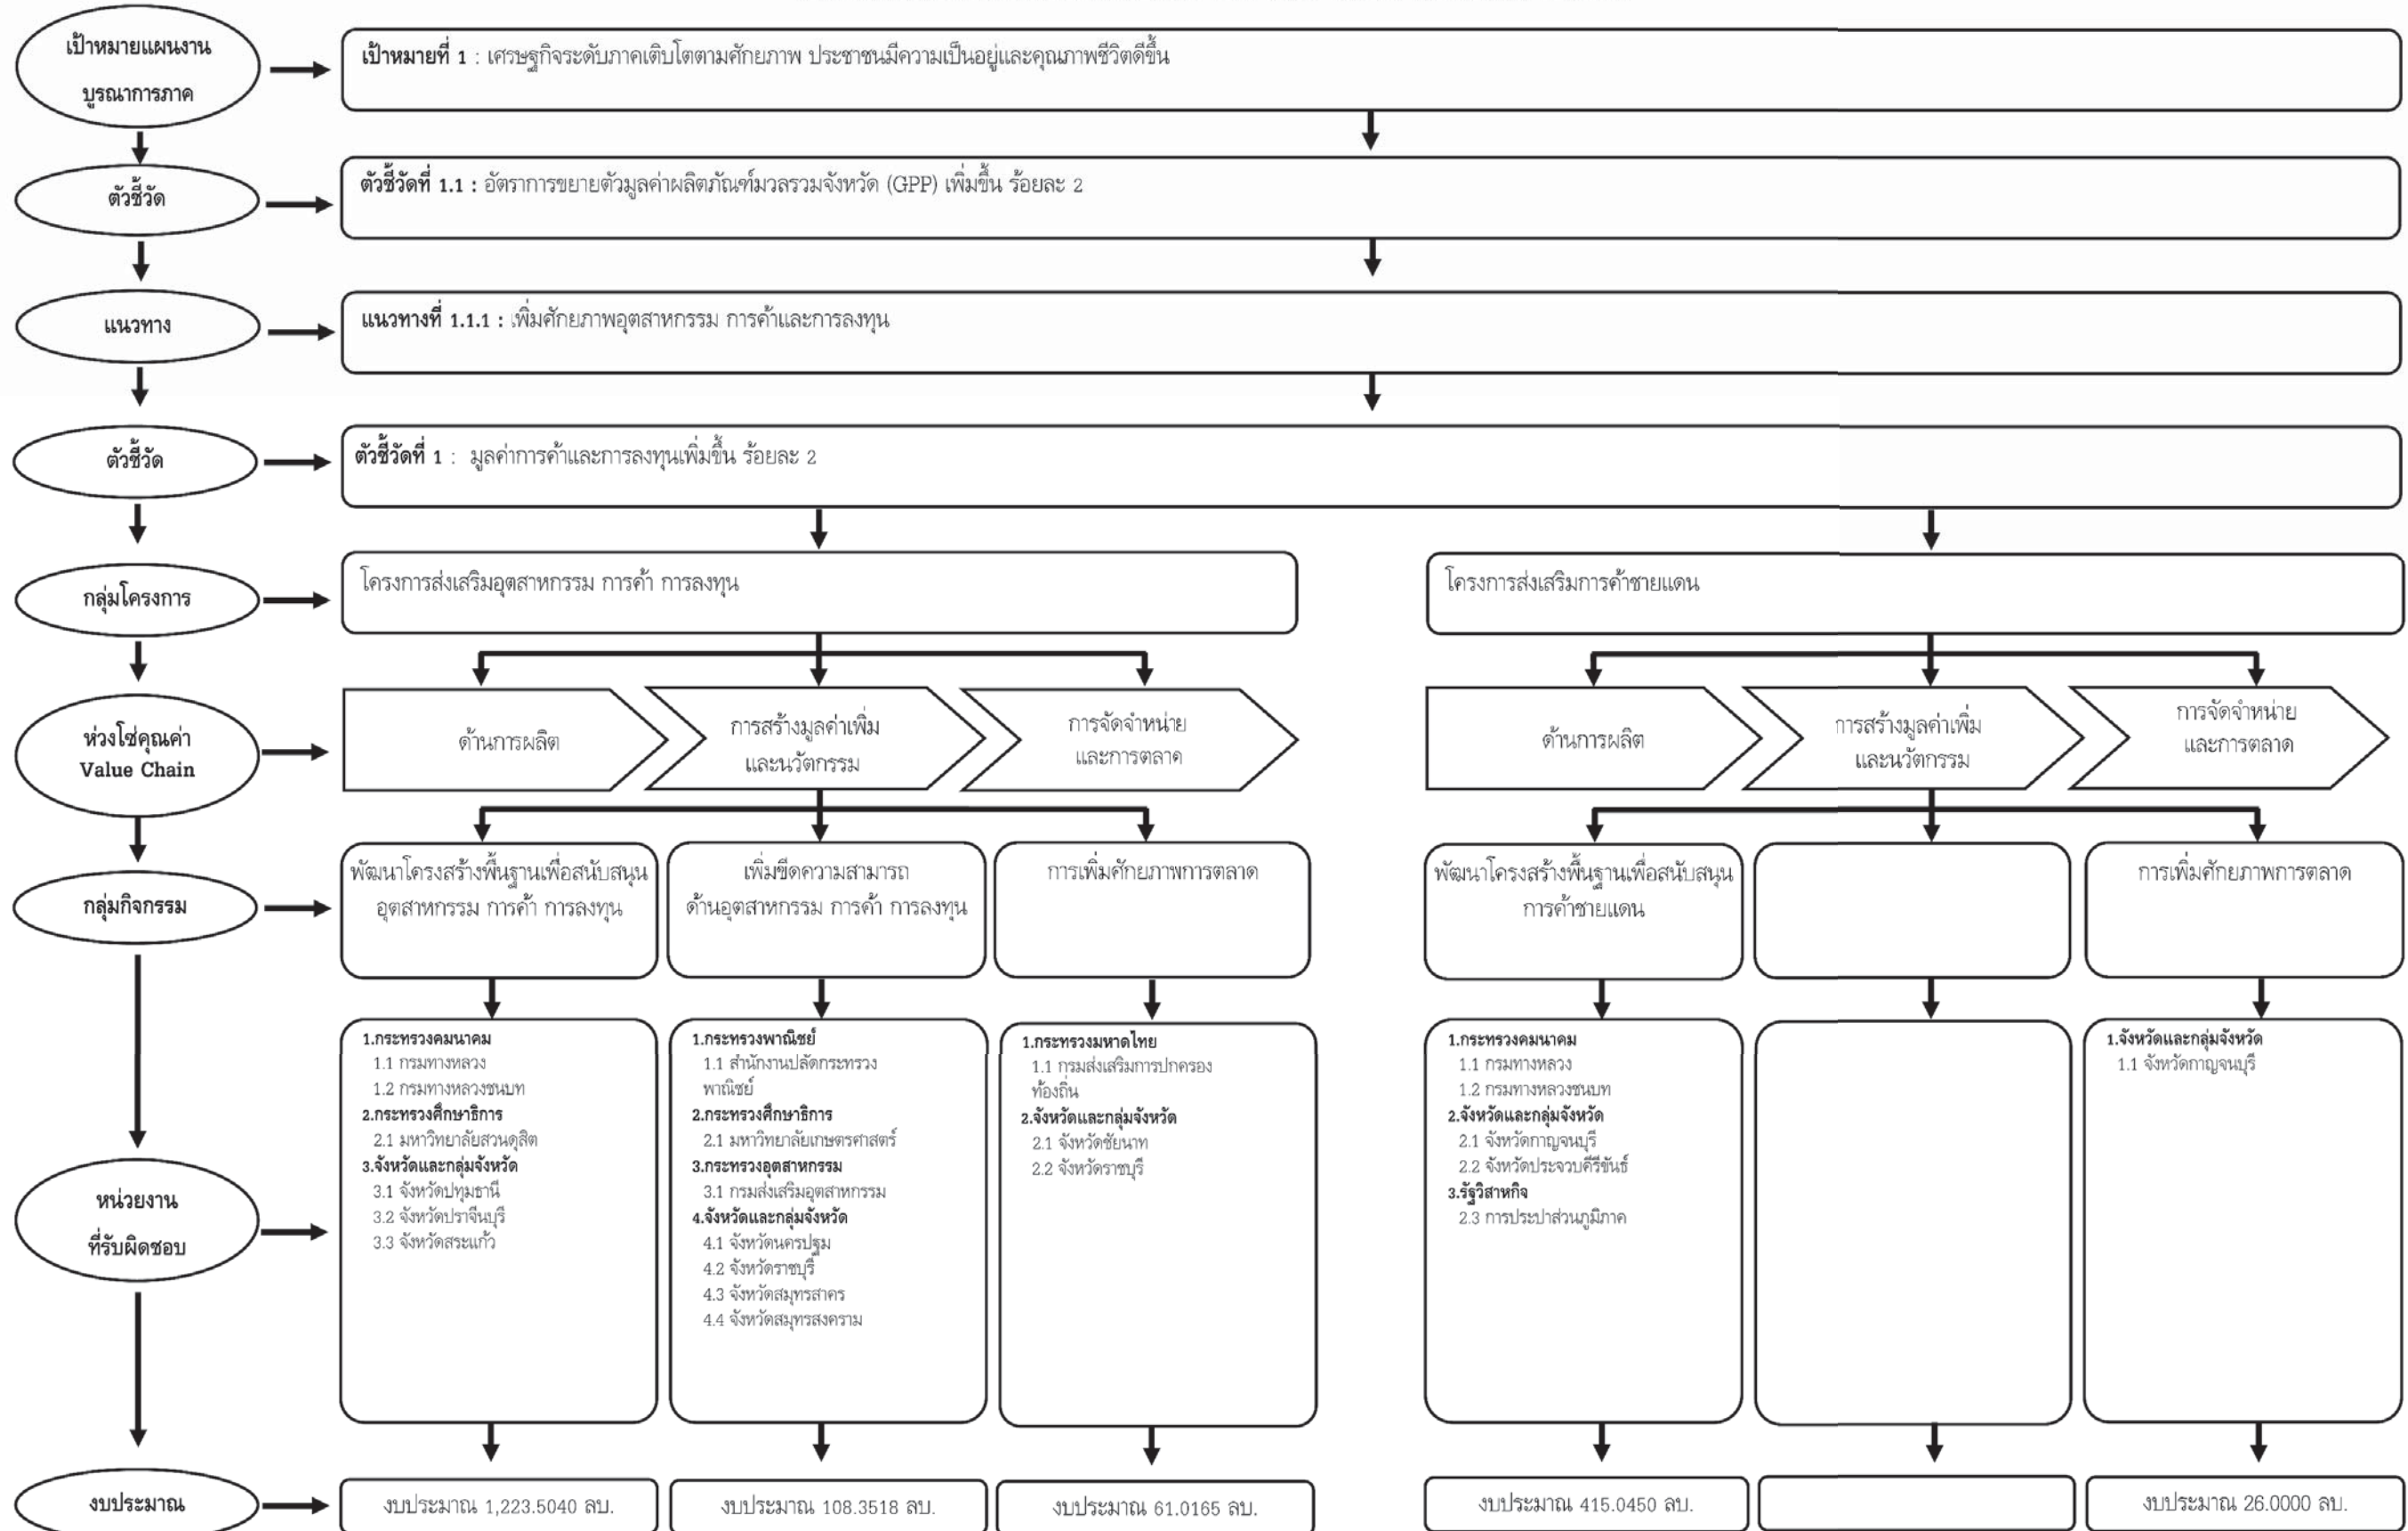 เป้าหมายแผนงาน
บูรณาการภาค
เป้าหมายที่ 1 : เศรษฐกิจระดับภาคเติบโตตามศักยภาพ ประชาชนมีความเป็นอยู่และคุณภาพชีวิตดีขึ้น
ตัวชี้วัด
ตัวชี้วัดที่ 1.1 : อัตราการขยายตัวมูลค่าผลิตภัณฑ์มวลรวมจังหวัด (GPP) เพิ่มขึ้น ร้อยละ 2
แนวทาง
แนวทางที่ 1.1.1 : เพิ่มศักยภาพอุตสาหกรรม การค้าและการลงทุน
ตัวชี้วัด
ตัวชี้วัดที่ 1 : มูลค่าการค้าและการลงทุนเพิ่มขึ้น ร้อยละ 2
กลุ่มโครงการ
โครงการส่งเสริมอุตสาหกรรม การค้า การลงทุน
โครงการส่งเสริมการค้าชายแดน
ห่วงโซ่คุณค่า
Value Chain
ด้านการผลิต
การสร้างมูลค่าเพิ่ม
และนวัตกรรม
การจัดจำหน่าย
และการตลาด
ด้านการผลิต
การสร้างมูลค่าเพิ่ม
และนวัตกรรม
การจัดจำหน่าย
และการตลาด
กลุ่มกิจกรรม
พัฒนาโครงสร้างพื้นฐานเพื่อสนับสนุน
อุตสาหกรรม การค้า การลงทุน
เพิ่มขีดความสามารถ
ด้านอุตสาหกรรม การค้า การลงทุน
การเพิ่มศักยภาพการตลาด
พัฒนาโครงสร้างพื้นฐานเพื่อสนับสนุน
การค้าชายแดน
การเพิ่มศักยภาพการตลาด
หน่วยงาน
ที่รับผิดชอบ
1.กระทรวงคมนาคม
1.1 กรมทางหลวง
1.2 กรมทางหลวงชนบท
2.กระทรวงศึกษาธิการ
2.1 มหาวิทยาลัยสวนดุสิต
3.จังหวัดและกลุ่มจังหวัด
3.1 จังหวัดปทุมธานี
3.2 จังหวัดปราจีนบุรี
3.3 จังหวัดสระแก้ว
1.กระทรวงพาณิชย์
1.1 สำนักงานปลัดกระทรวง
พาณิชย์
2.กระทรวงศึกษาธิการ
2.1 มหาวิทยาลัยเกษตรศาสตร์
3.กระทรวงอุตสาหกรรม
3.1 กรมส่งเสริมอุตสาหกรรม
4.จังหวัดและกลุ่มจังหวัด
4.1 จังหวัดนครปฐม
4.2 จังหวัดราชบุรี
4.3 จังหวัดสมุทรสาคร
4.4 จังหวัดสมุทรสงคราม
1.กระทรวงมหาดไทย
1.1 กรมส่งเสริมการปกครอง
ท้องถิ่น
2.จังหวัดและกลุ่มจังหวัด
2.1 จังหวัดชัยนาท
2.2 จังหวัดราชบุรี
1.กระทรวงคมนาคม
1.1 กรมทางหลวง
1.2 กรมทางหลวงชนบท
2.จังหวัดและกลุ่มจังหวัด
2.1 จังหวัดกาญจนบุรี
2.2 จังหวัดประจวบคีรีขันธ์
3.รัฐวิสาหกิจ
2.3 การประปาส่วนภูมิภาค
1.จังหวัดและกลุ่มจังหวัด
1.1 จังหวัดกาญจนบุรี
งบประมาณ
งบประมาณ 1,223.5040 ลบ.
งบประมาณ 108.3518 ลบ.
งบประมาณ 61.0165 ลบ.
งบประมาณ 415.0450 ลบ.
งบประมาณ 26.0000 ลบ.